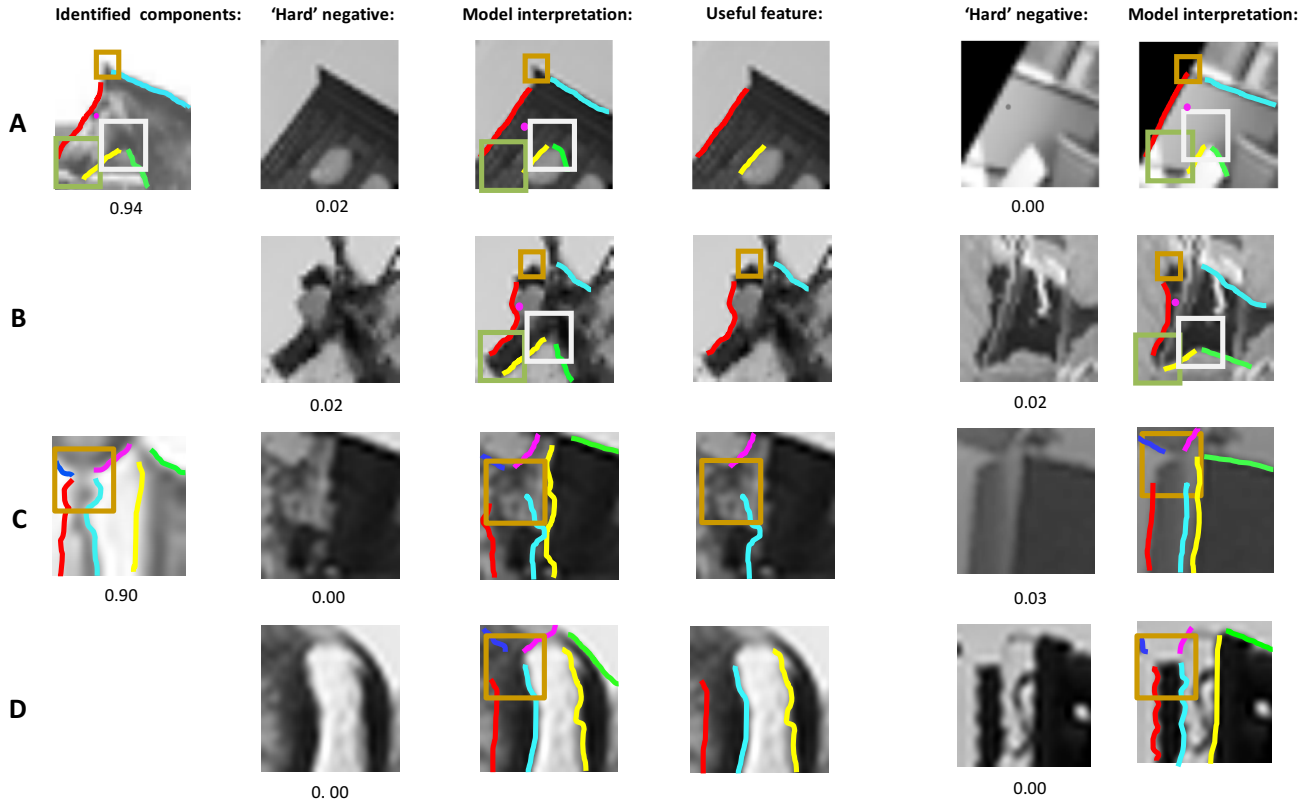 Identified components: 'Hard' negative: Model interpretation: Useful feature: 'Hard' negative: Model interpretation:
A
0.94 0.02 0.00
B
0.02 0.02
C
0.90 0.00 0.03
D
0. 00 0.00